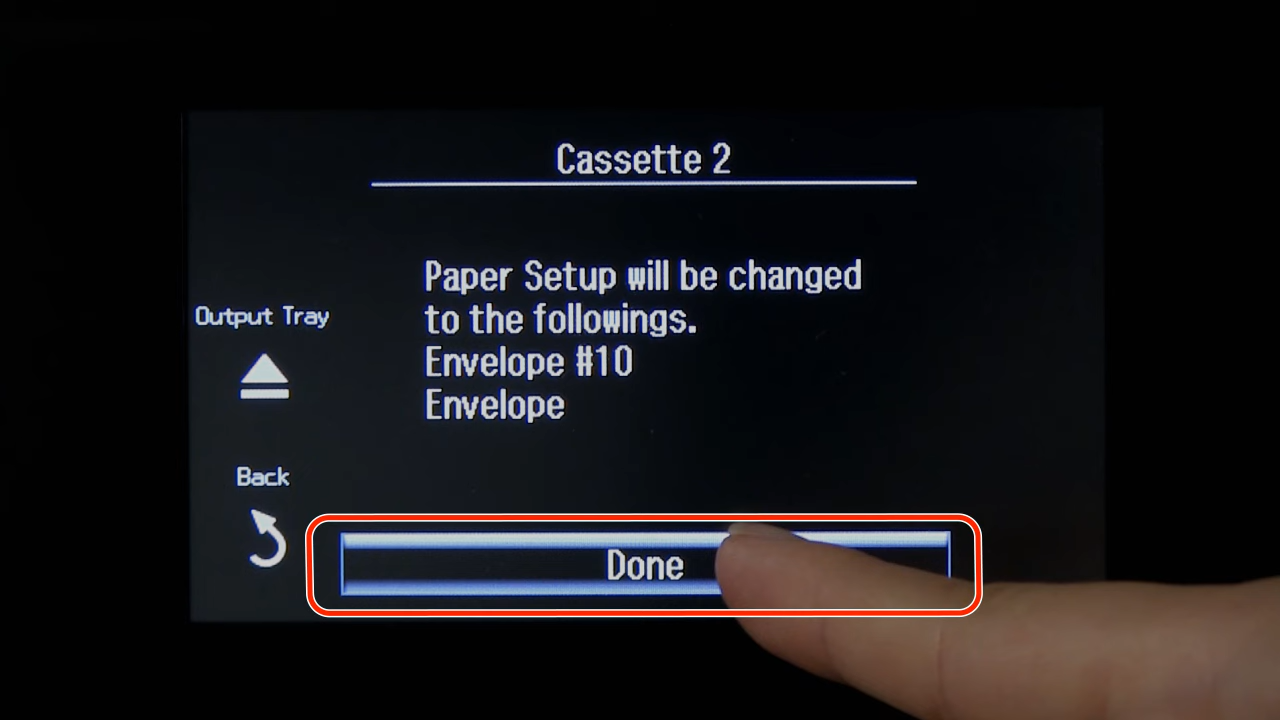 Cassette 2
Paper Setup will be changed
to the followings.
Envelope #10
Envelope
Output Tray
Back
Done